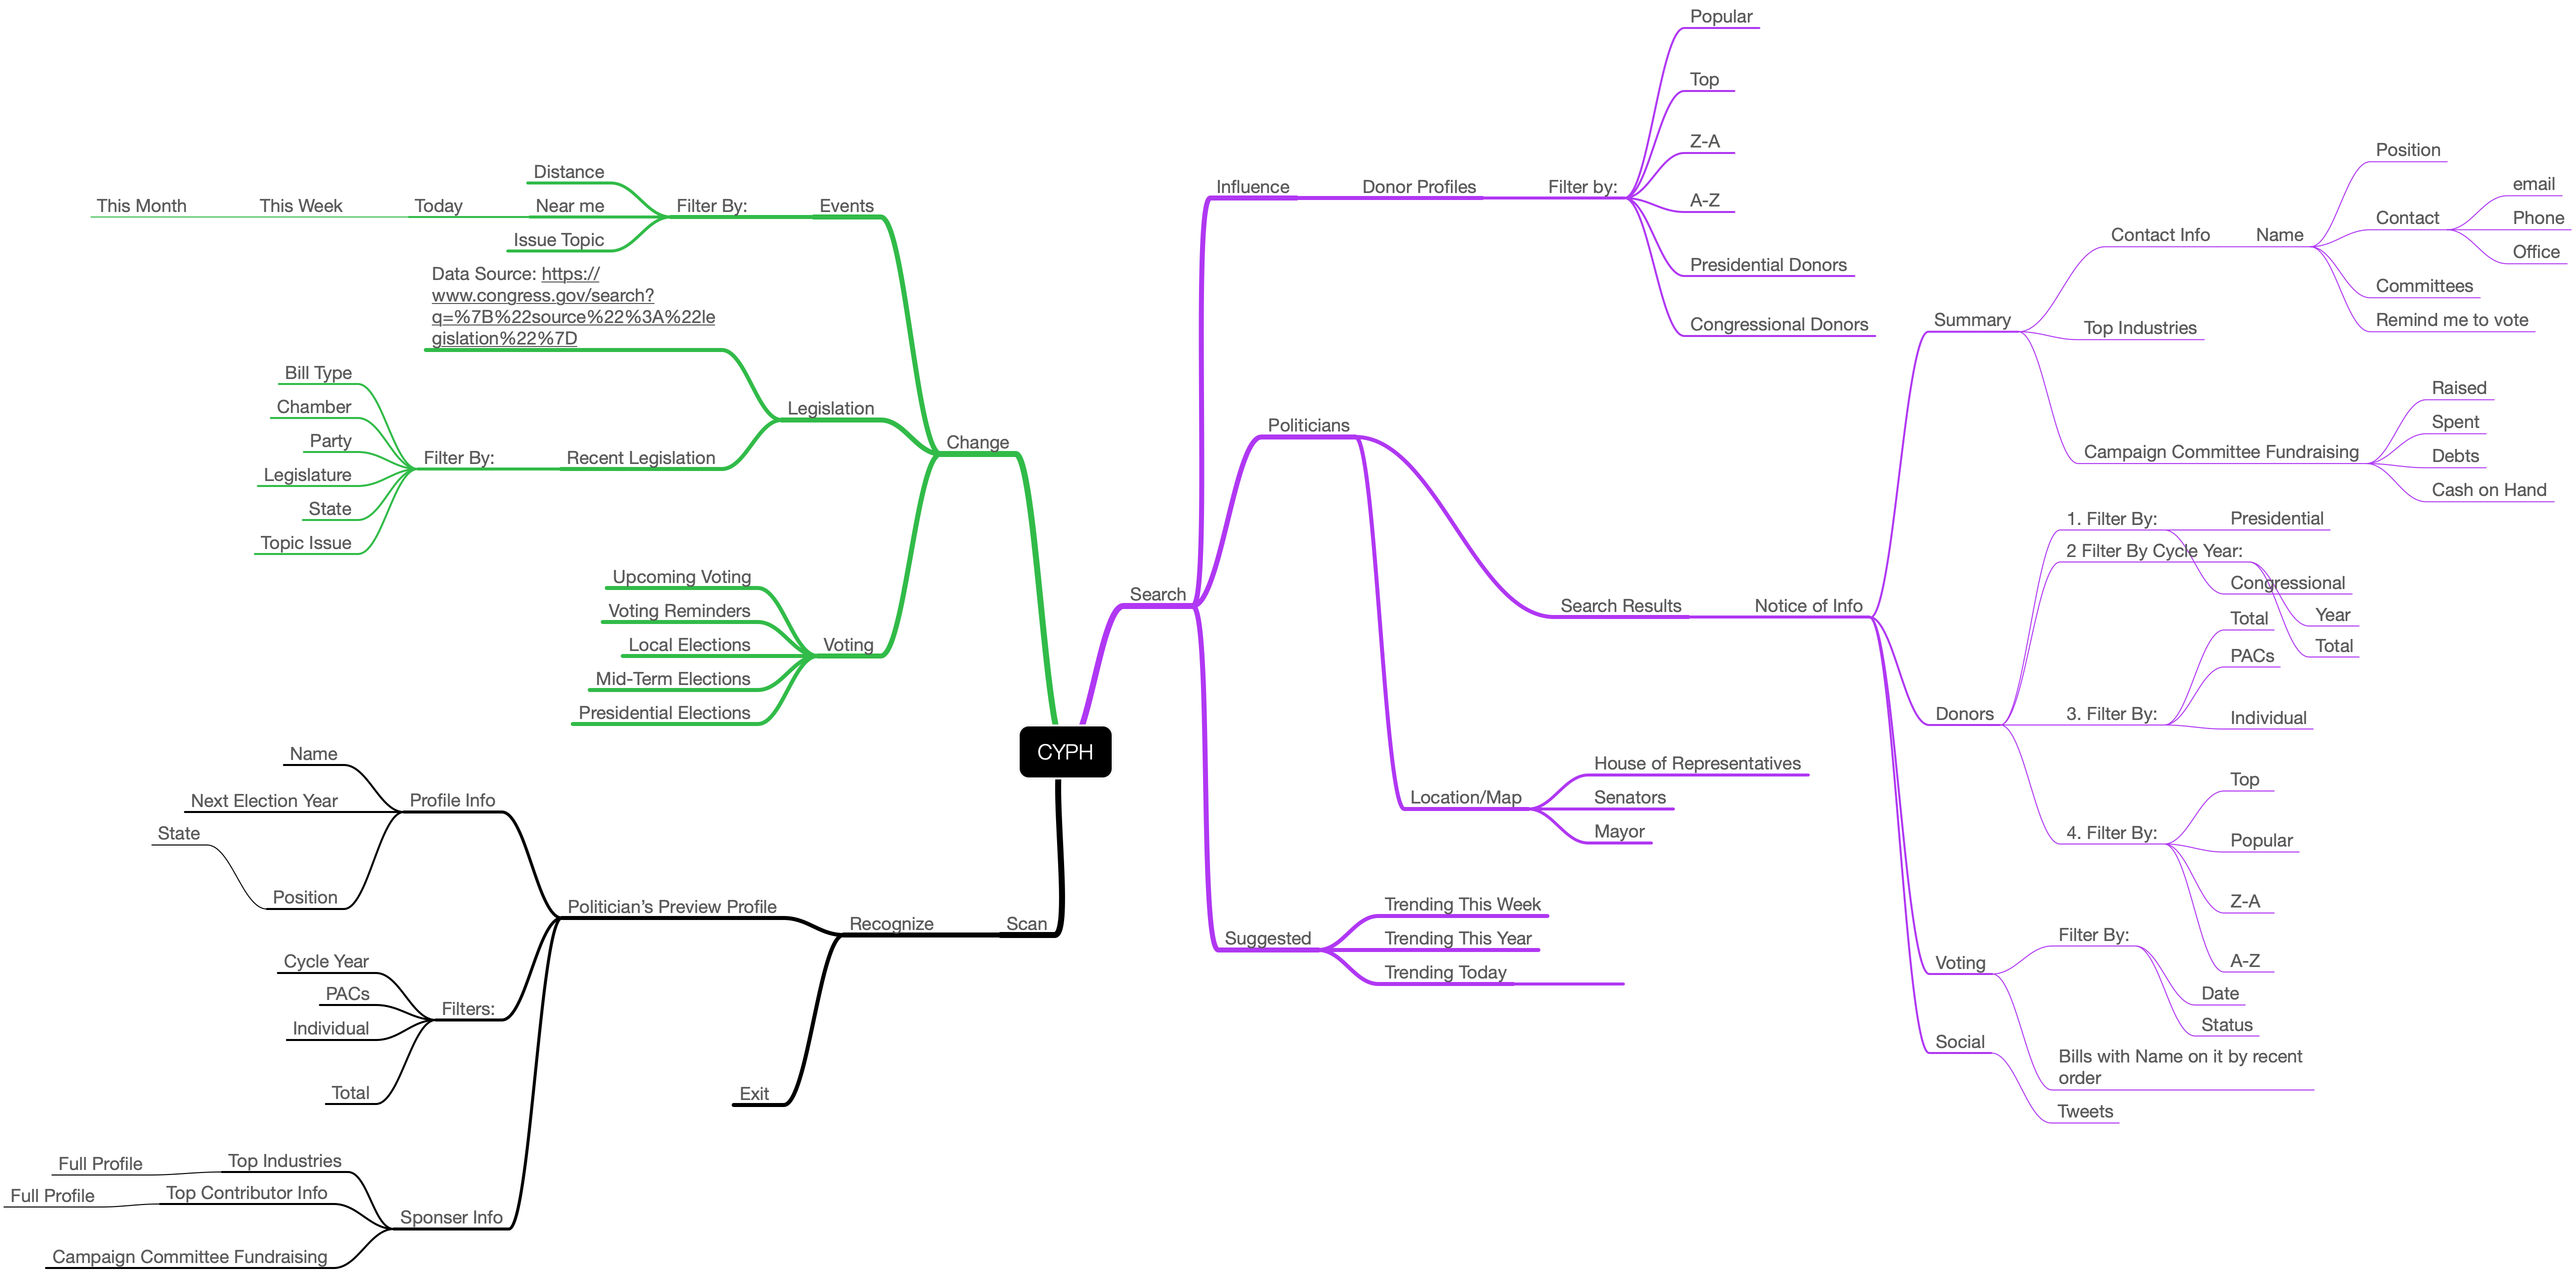 CYPH
Change
Events
Filter By:
Distance
Near me
Today
This Week
This Month
Issue Topic
Legislation
Data Source: https://
www.congress.gov/search?
q=%7B%22source%22%3A%22le
gislation%22%7D
Recent Legislation
Filter By:
Bill Type
Chamber
Party
Legislature
State
Topic Issue
Voting
Upcoming Voting
Voting Reminders
Local Elections
Mid-Term Elections
Presidential Elections
Search
Influence
Donor Profiles
Filter by:
Popular
Top
Z-A
A-Z
Presidential Donors
Congressional Donors
Politicians
Search Results
Notice of Info
Summary
Contact Info
Name
Position
Contact
email
Phone
Office
Committees
Remind me to vote
Top Industries
Campaign Committee Fundraising
Raised
Spent
Debts
Cash on Hand
Donors
1. Filter By:
Presidential
Congressional
2 Filter By Cycle Year:
Year
Total
3. Filter By:
Total
PACs
Individual
4. Filter By:
Top
Popular
Z-A
A-Z
Voting
Filter By:
Date
Status
Bills with Name on it by recent
order
Social
Tweets
Location/Map
House of Representatives
Senators
Mayor
Suggested
Trending This Week
Trending This Year
Trending Today
Scan
Recognize
Politician’s Preview Profile
Profile Info
Name
Next Election Year
Position
State
Filters:
Cycle Year
PACs
Individual
Total
Sponser Info
Top Industries
Full Profile
Top Contributor Info
Full Profile
Campaign Committee Fundraising
Exit